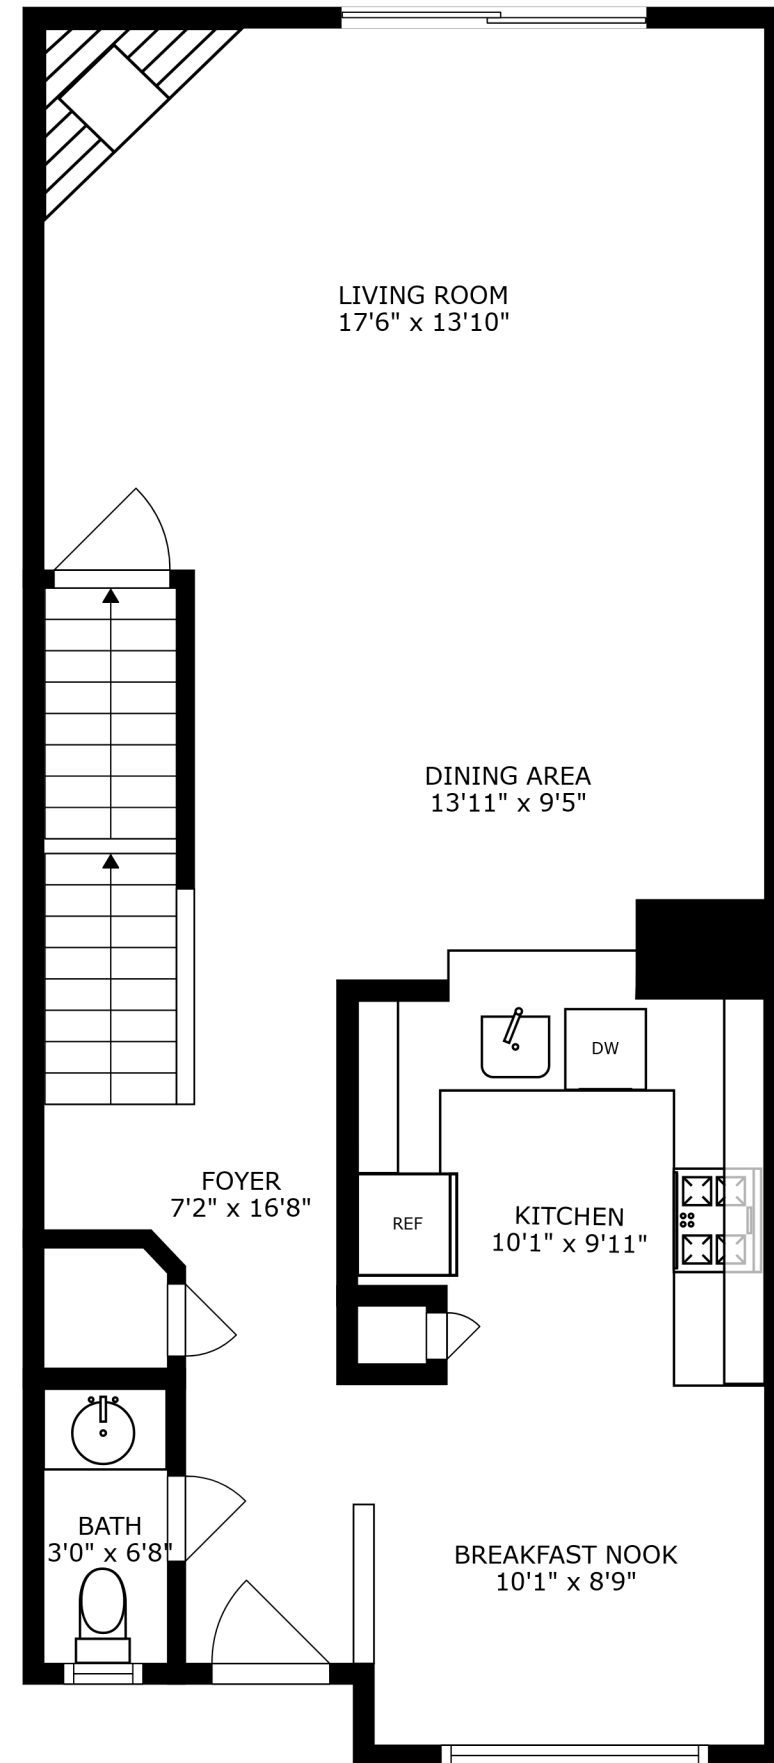 LIVING ROOM
17'6" x 13'10"
DINING AREA
13'11" x 9'5"
DW
FOYER
7'2" x 16'8"
REF
KITCHEN
10'1" x 9'11"
BATH
3'0" x 6'8"
BREAKFAST NOOK
10'1" x 8'9"